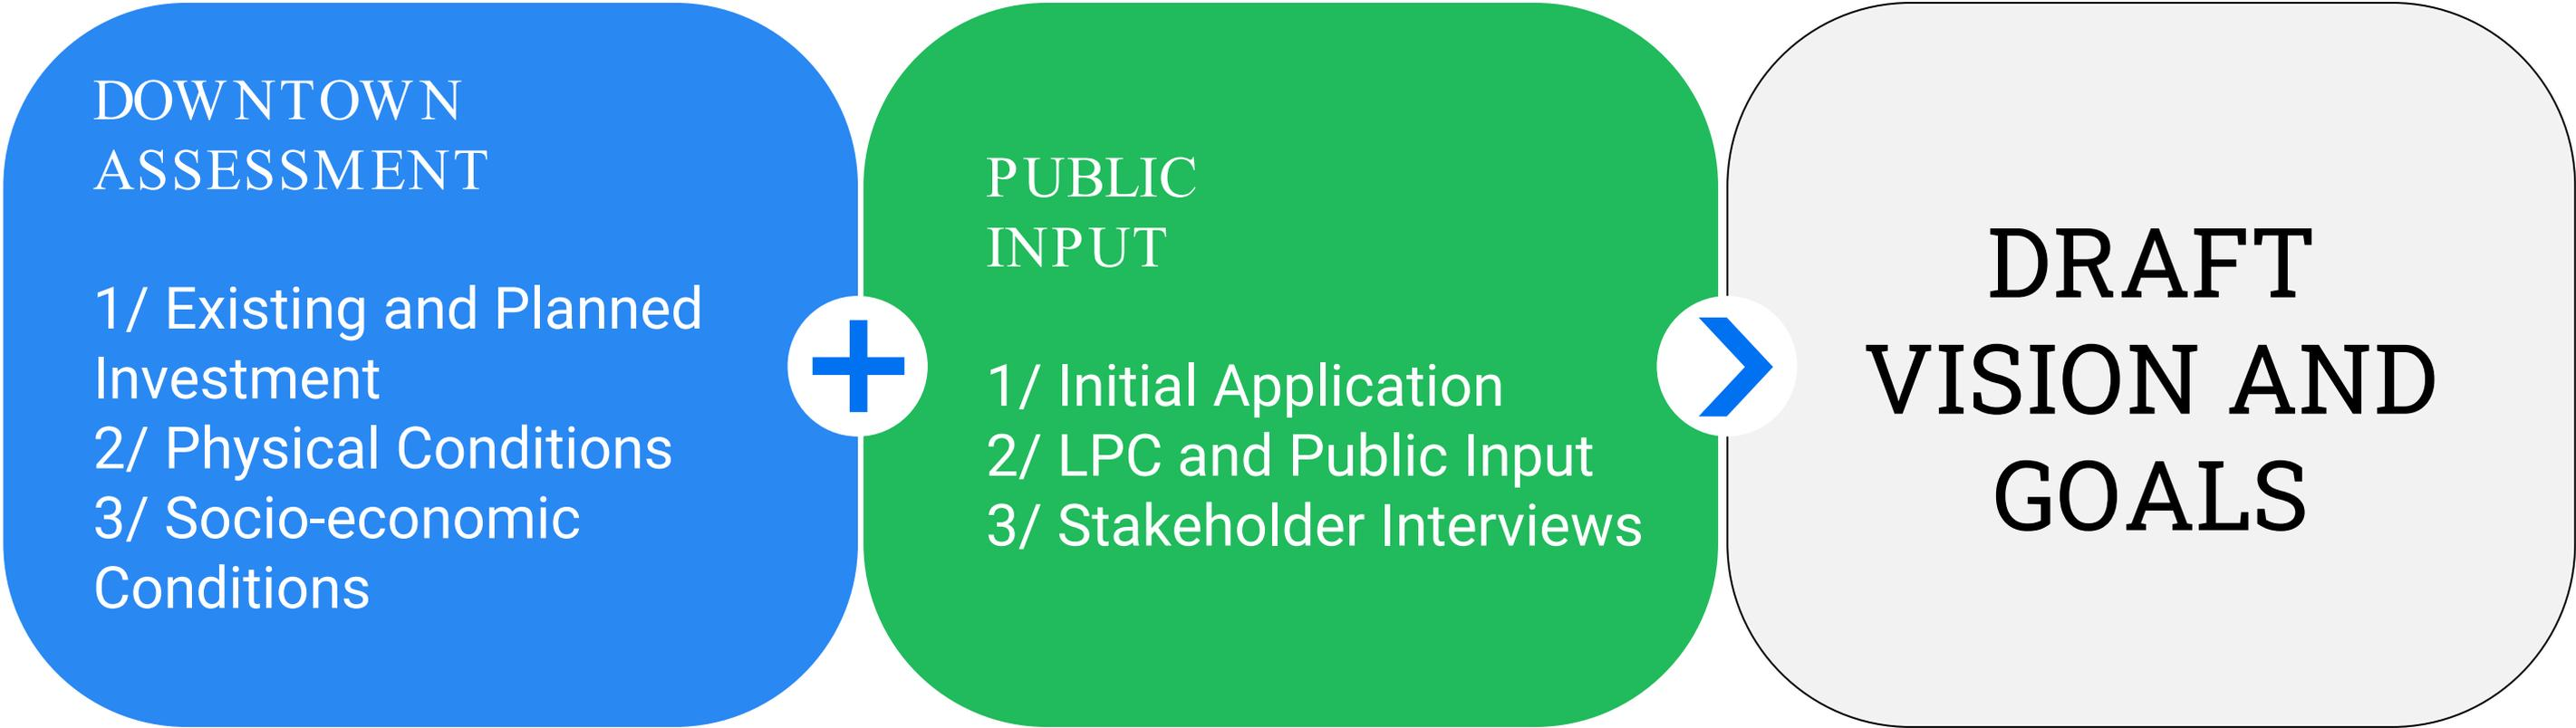 DOWNTOWN
ASSESSMENT
1/ Existing and Planned
Investment
2/ Physical Conditions
3/ Socio-economic
Conditions
PUBLIC
INPUT
1/ Initial Application
2/ LPC and Public Input
3/ Stakeholder Interviews
DRAFT
VISION AND
GOALS